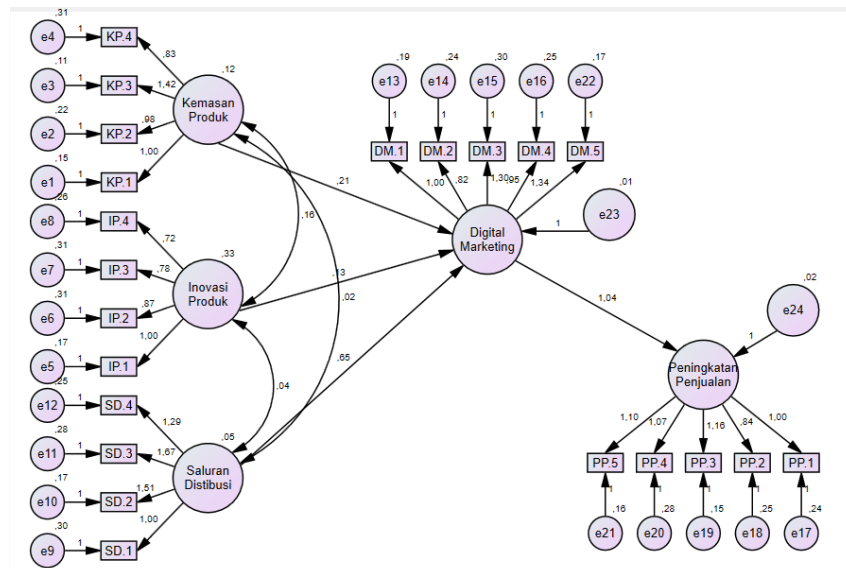 ,31
e4
1
KP.4
,83
,11
e3
1
KP.3
1,42
,22
e2
1
KP.2
,98
,15
e1
1
KP.1
1,00
,12
Kemasan
Produk
,26
e8
1
IP.4
,72
,31
e7
1
IP.3
,78
,31
e6
1
IP.2
,87
,17
e5
1
IP.1
1,00
,33
Inovasi
Produk
,25
e12
1
SD.4
1,29
,28
e11
1
SD.3
1,67
,17
e10
1
SD.2
1,51
,30
e9
1
SD.1
1,00
,05
Saluran
Distibusi
,16
,02
,04
,21
,13
,65
,19
e13
1
DM.1
1,00
,24
e14
1
DM.2
,82
,30
e15
1
DM.3
1,30
,25
e16
1
DM.4
,95
,17
e22
1
DM.5
1,34
Digital
Marketing
,01
e23
1
1,04
,02
e24
1
Peningkatan
Penjualan
1,10
1,07
1,16
,84
1,00
PP.5
PP.4
PP.3
PP.2
PP.1
1
1
1
1
1
,16
,28
,15
,25
,24
e21
e20
e19
e18
e17